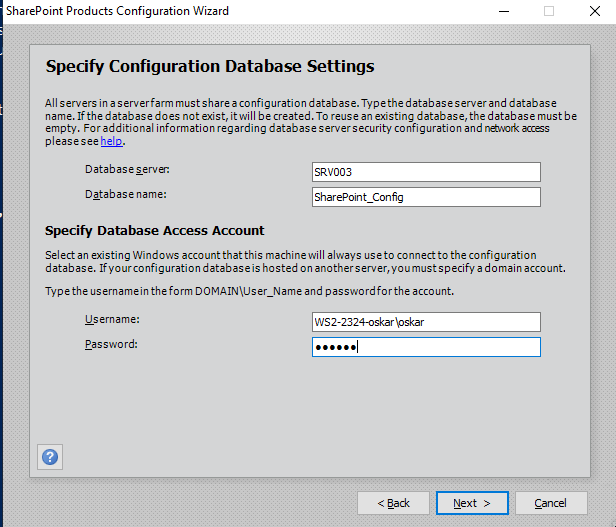 SharePoint Products Configuration Wizard
Specify Configuration Database Settings
All servers in a server farm must share a configuration database. Type the database server and database
name. If the database does not exist, it will be created. To reuse an existing database, the database must be
empty. For additional information regarding database server security configuration and network access
please see help.
Database server:
SRV003
Database name:
SharePoint_Config
Specify Database Access Account
Select an existing Windows account that this machine will always use to connect to the configuration
database. If your configuration database is hosted on another server, you must specify a domain account.
Type the username in the form DOMAIN\User_Name and password for the account.
Username:
WS2-2324-oskar\oskar
Password:
●●●●●●
?
< Back
Next >
Cancel